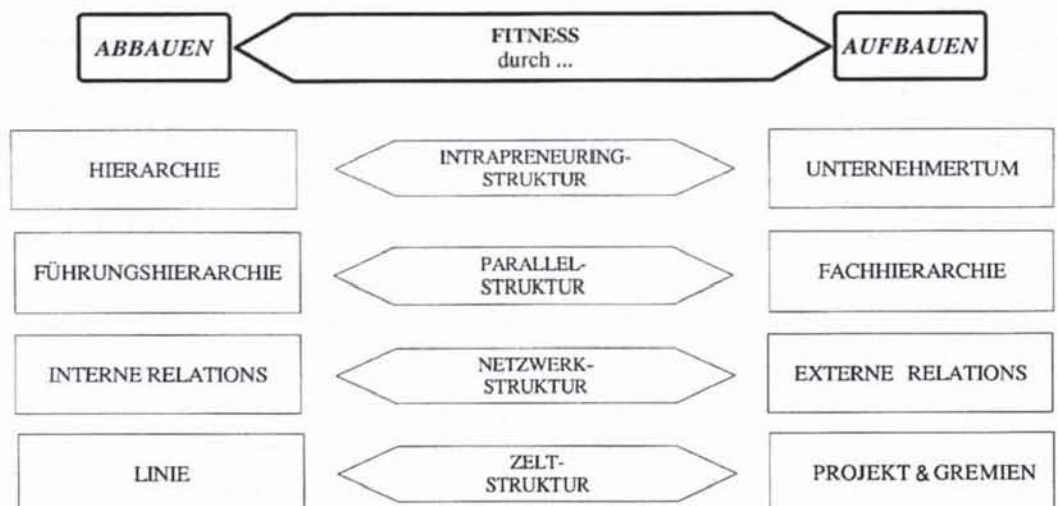 ABBAUEN
FITNESS
durch ...
AUFBAUEN
HIERARCHIE
INTRAPRENEURING-
STRUKTUR
UNTERNEHMERTUM
FÜHRUNGSHIERARCHIE
PARALLEL-
STRUKTUR
FACHHIERARCHIE
INTERNE RELATIONS
NETZWERK-
STRUKTUR
EXTERNE RELATIONS
LINIE
ZELT-
STRUKTUR
PROJEKT & GREMIEN